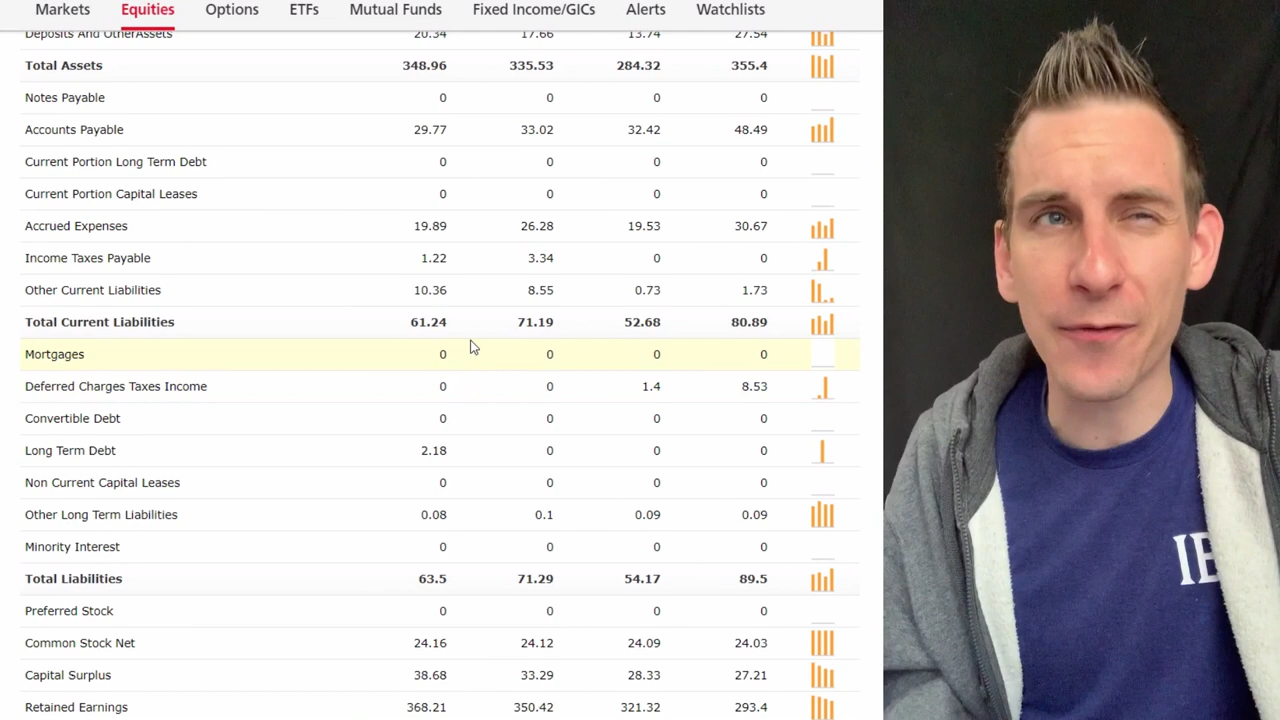 Markets Equities Options ETFs Mutual Funds Fixed Income/GICs Alerts Watchlists
Deposits And OtherAssets 20.34 17.66 13.74 27.54
Total Assets 348.96 335.53 284.32 355.4
Notes Payable 0 0 0 0
Accounts Payable 29.77 33.02 32.42 48.49
Current Portion Long Term Debt 0 0 0 0
Current Portion Capital Leases 0 0 0 0
Accrued Expenses 19.89 26.28 19.53 30.67
Income Taxes Payable 1.22 3.34 0 0
Other Current Liabilities 10.36 8.55 0.73 1.73
Total Current Liabilities 61.24 71.19 52.68 80.89
Mortgages 0 0 0 0
Deferred Charges Taxes Income 0 0 1.4 8.53
Convertible Debt 0 0 0 0
Long Term Debt 2.18 0 0 0
Non Current Capital Leases 0 0 0 0
Other Long Term Liabilities 0.08 0.1 0.09 0.09
Minority Interest 0 0 0 0
Total Liabilities 63.5 71.29 54.17 89.5
Preferred Stock 0 0 0 0
Common Stock Net 24.16 24.12 24.09 24.03
Capital Surplus 38.68 33.29 28.33 27.21
Retained Earnings 368.21 350.42 321.32 293.4